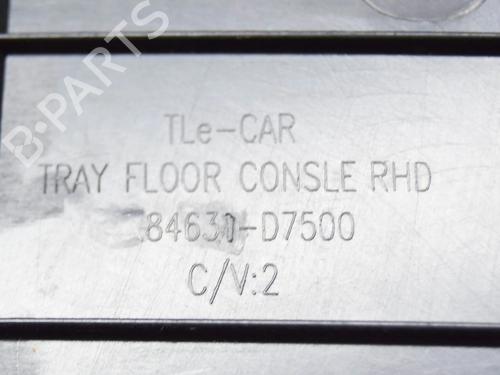 B-PARTS
TLe-CAR
TRAY FLOOR CONSLE RHD
84631-D7500
C/V:2